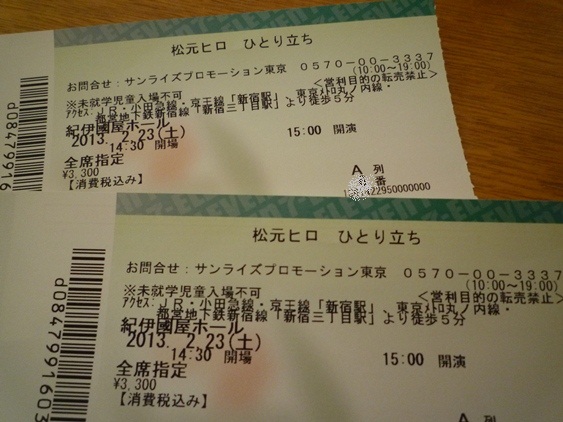 松元ヒロ ひとり立ち
お問合せ:サンライズプロモーション東京 0570-00-3337
(10:00~19:00)
※未就学児童入場不可 <営利目的の転売禁止>
アクセス:JR・小田急線・京王線「新宿駅」 東京メトロ丸ノ内線・
都営地下鉄新宿線「新宿三丁目駅」より徒歩5分
紀伊國屋ホール
2013. 2.23(土)
14:30 開場 15:00 開演
全席指定
¥3,300
【消費税込み】
A 列
番
d08479916
松元ヒロ ひとり立ち
お問合せ:サンライズプロモーション東京 0570-00-3337
(10:00~19:00)
※未就学児童入場不可 <営利目的の転売禁止>
アクセス:JR・小田急線・京王線「新宿駅」 東京メトロ丸ノ内線・
都営地下鉄新宿線「新宿三丁目駅」より徒歩5分
紀伊國屋ホール
2013. 2.23(土)
14:30 開場 15:00 開演
全席指定
¥3,300
【消費税込み】
A 列
d0847991603